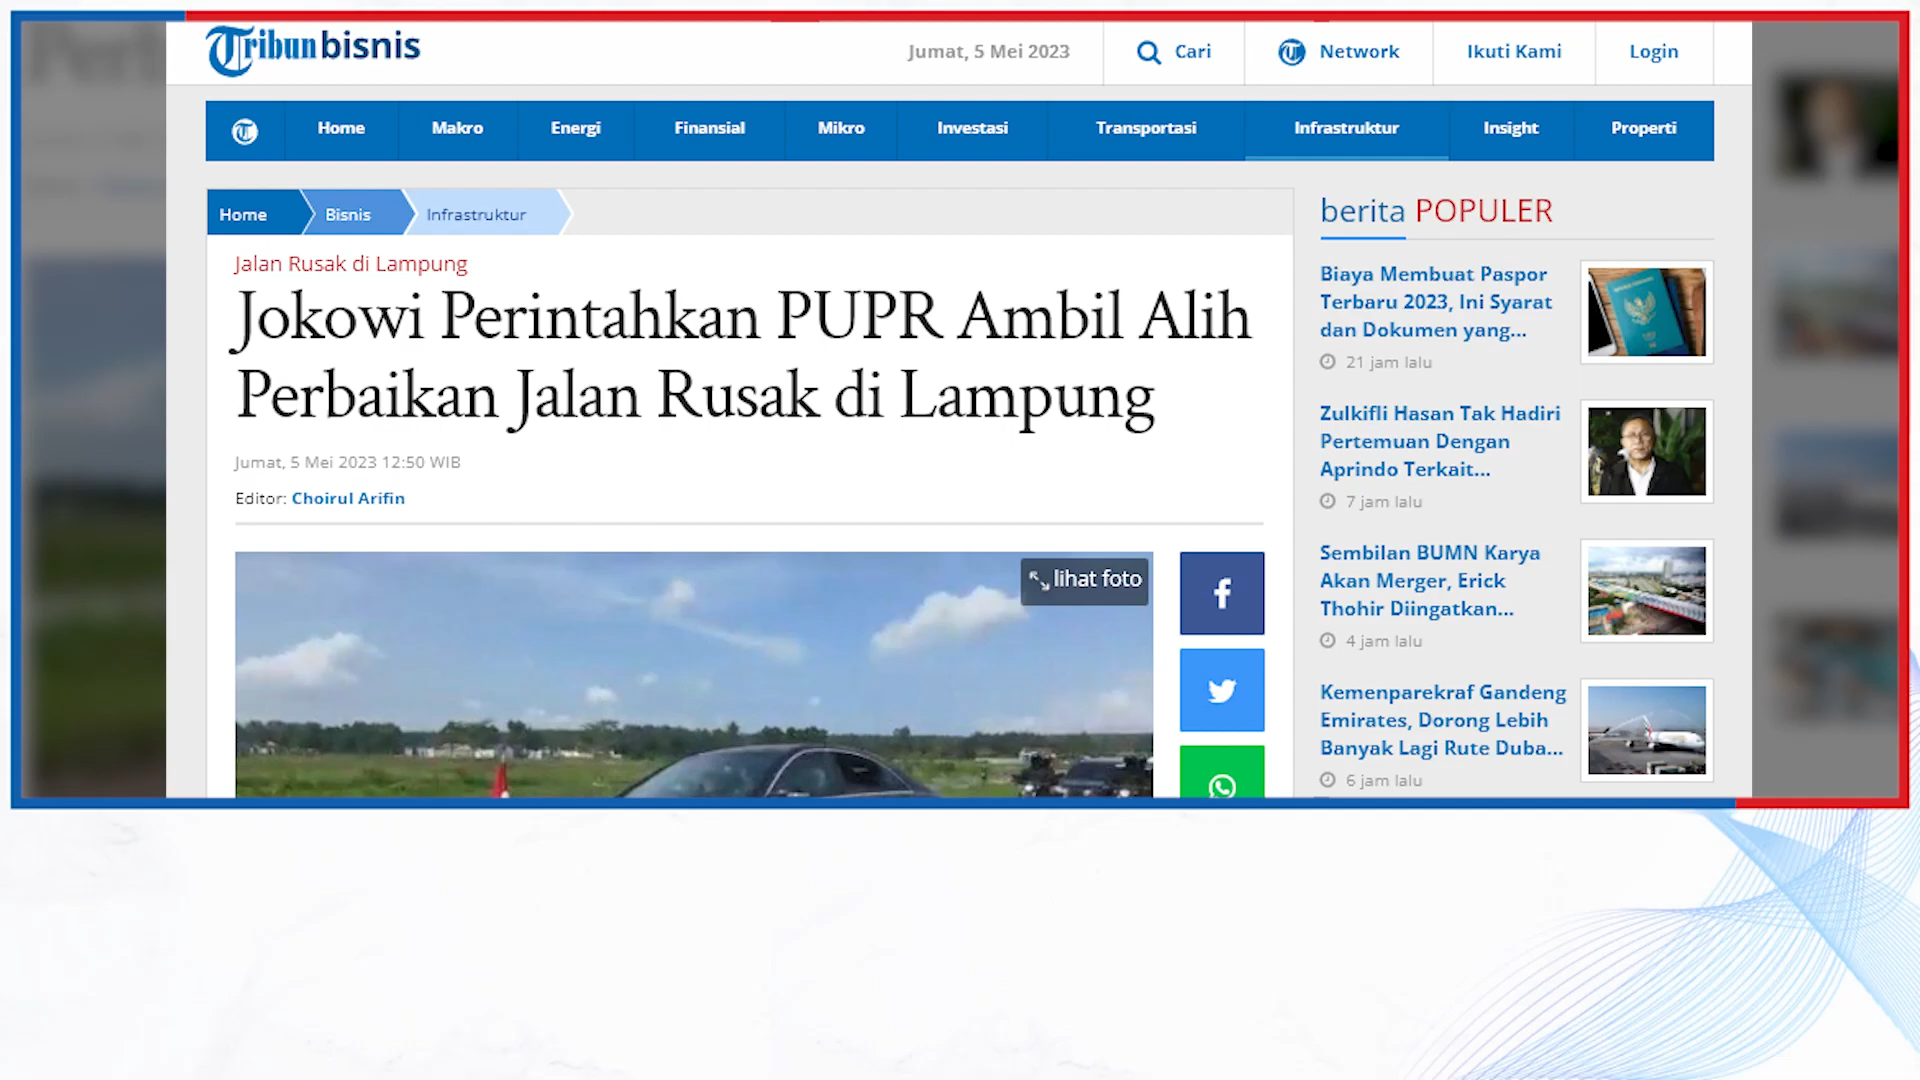 Tribun bisnis
Jumat, 5 Mei 2023
Cari
Network
Ikuti Kami
Login
Home
Makro
Energi
Finansial
Mikro
Investasi
Transportasi
Infrastruktur
Insight
Properti
Home
Bisnis
Infrastruktur
Jalan Rusak di Lampung
Jokowi Perintahkan PUPR Ambil Alih
Perbaikan Jalan Rusak di Lampung
Jumat, 5 Mei 2023 12:50 WIB
Editor: Choirul Arifin
lihat foto
berita POPULER
Biaya Membuat Paspor
Terbaru 2023, Ini Syarat
dan Dokumen yang...
21 jam lalu
Zulkifli Hasan Tak Hadiri
Pertemuan Dengan
Aprindo Terkait...
7 jam lalu
Sembilan BUMN Karya
Akan Merger, Erick
Thohir Diingatkan...
4 jam lalu
Kemenparekraf Gandeng
Emirates, Dorong Lebih
Banyak Lagi Rute Duba...
6 jam lalu